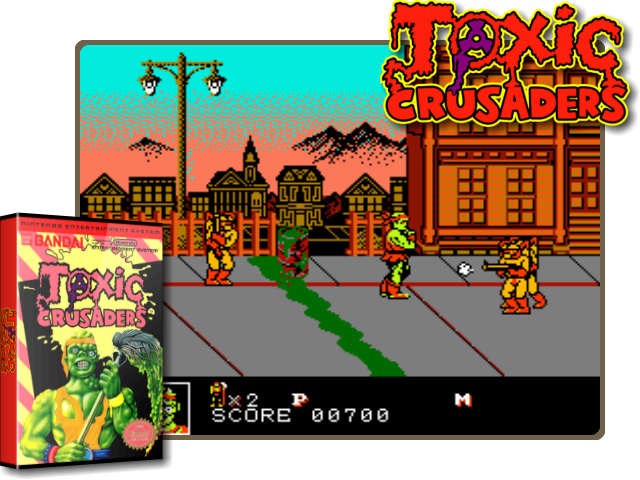 TOXIC
CRUSADERS
NINTENDO ENTERTAINMENT SYSTEM
BANDAI
TOXIC
CRUSADERS
x2 P M
SCORE 00700